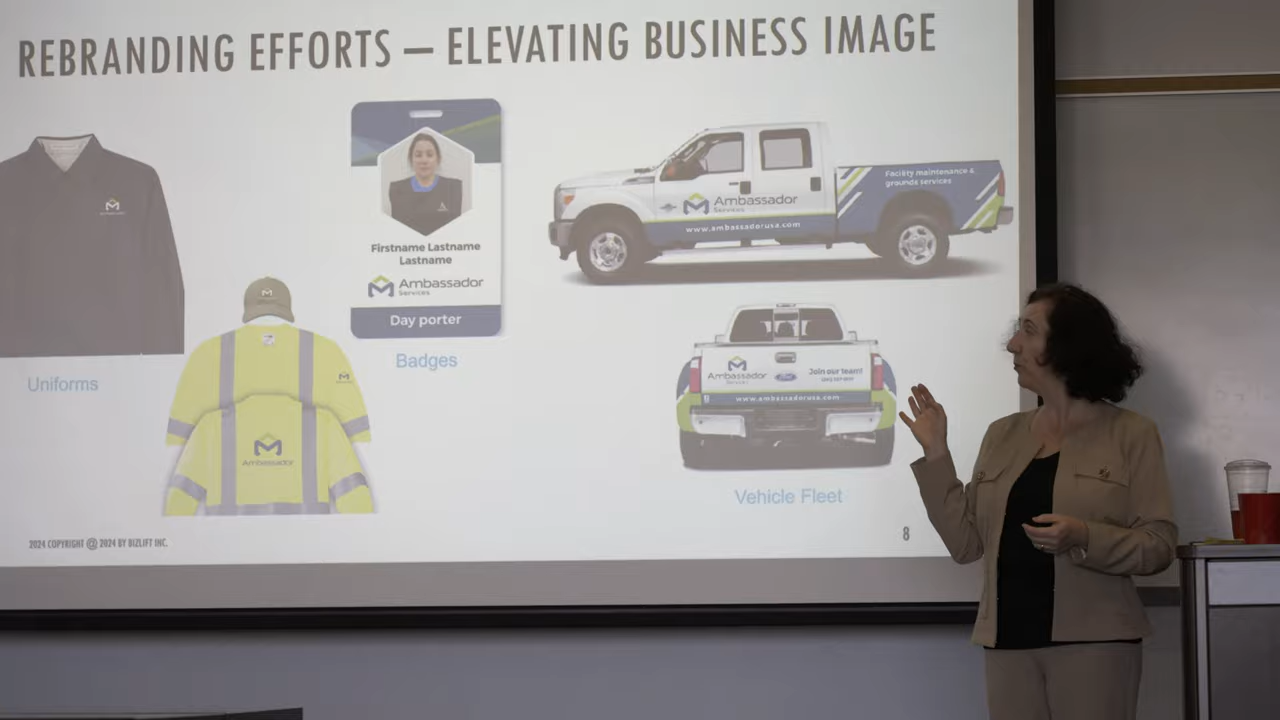 REBRANDING EFFORTS – ELEVATING BUSINESS IMAGE
Uniforms
Ambassador
Firstname Lastname
Lastname
Ambassador
Services
Day porter
Badges
Facility maintenance &
grounds services
Ambassador
Services
www.ambassadorusa.com
Ambassador
Services
Join our team!
www.ambassadorusa.com
Vehicle Fleet
2024 COPYRIGHT @ 2024 BY BIZLIFT INC.
8